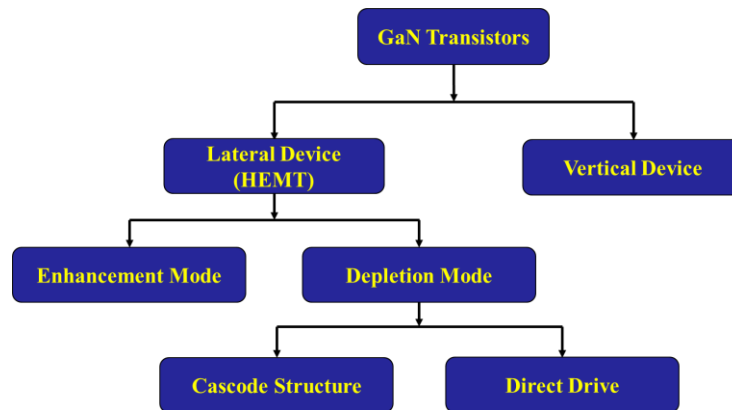 GaN Transistors
Lateral Device
(HEMT)
Vertical Device
Enhancement Mode
Depletion Mode
Cascode Structure
Direct Drive